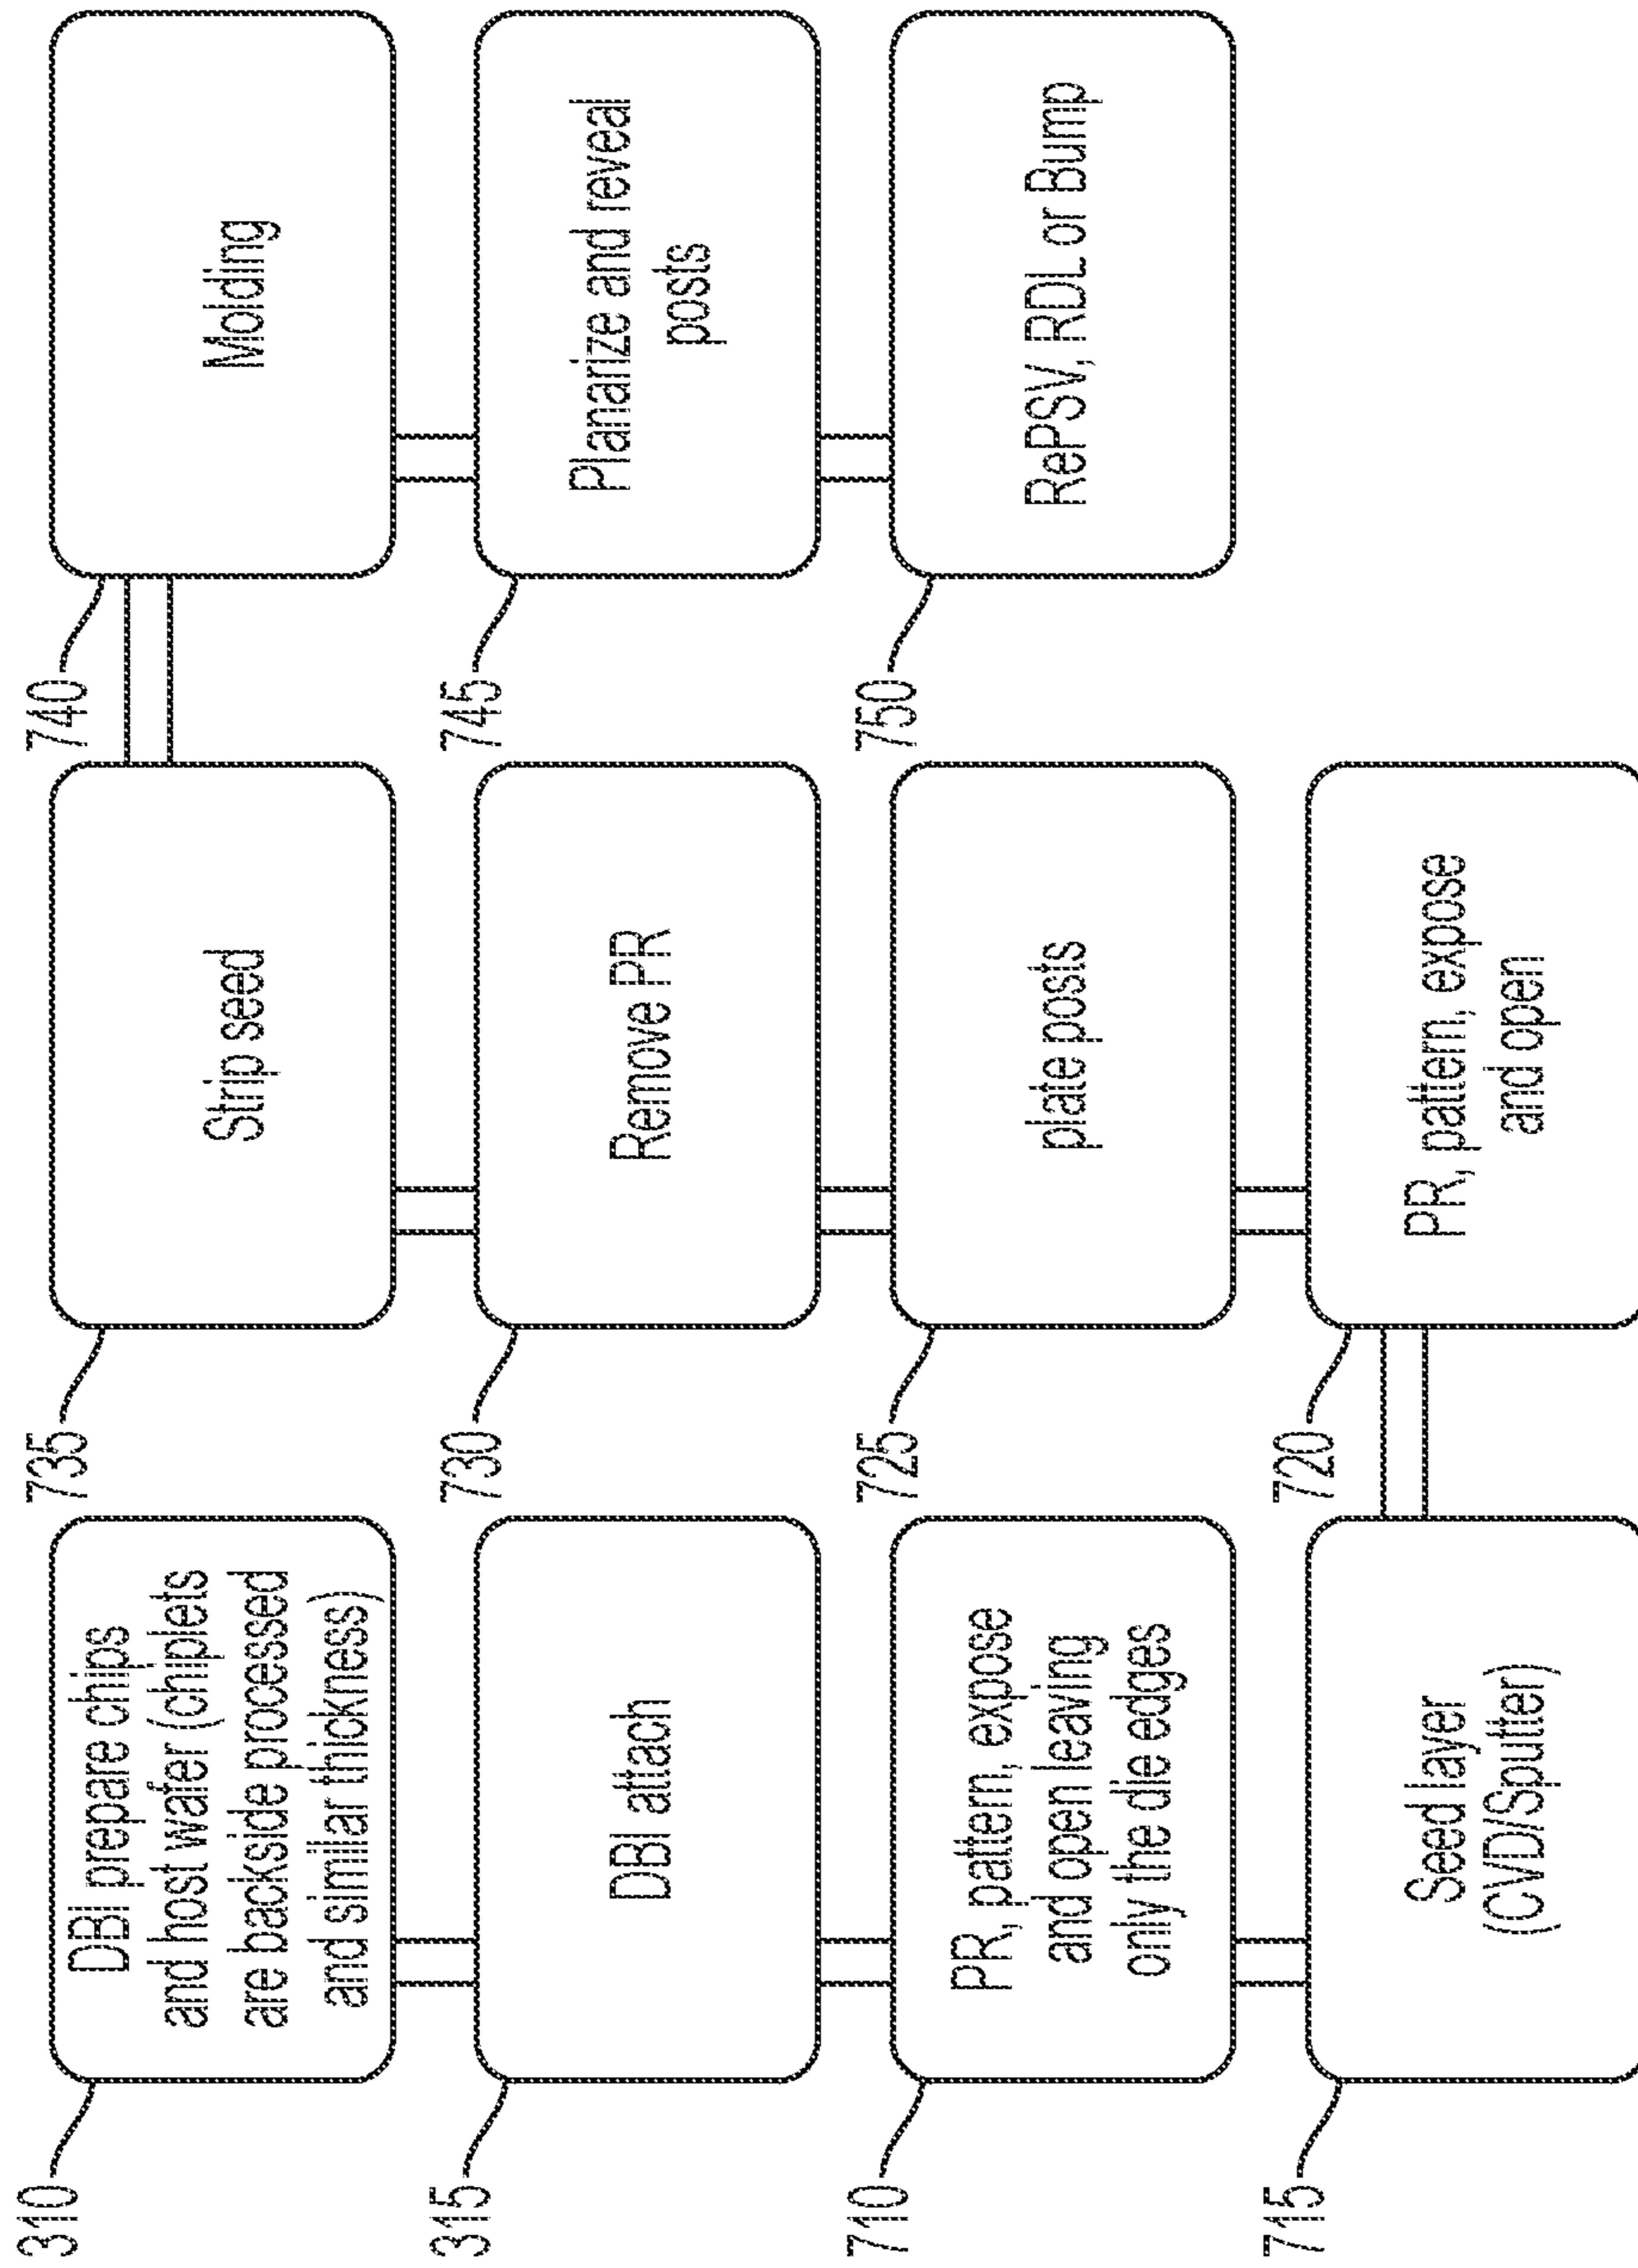 310
DBI prepare chips
and host wafer (chiplets
are backside processed
and similar thickness)
315
DBI attach
710
PR, pattern, expose
and open leaving
only the die edges
715
Seed layer
(CVD/Sputter)
720
PR, pattern, expose
and open
725
plate posts
730
Remove PR
735
Strip seed
740
Molding
745
Planarize and reveal
posts
750
RePSV, RDL or Bump